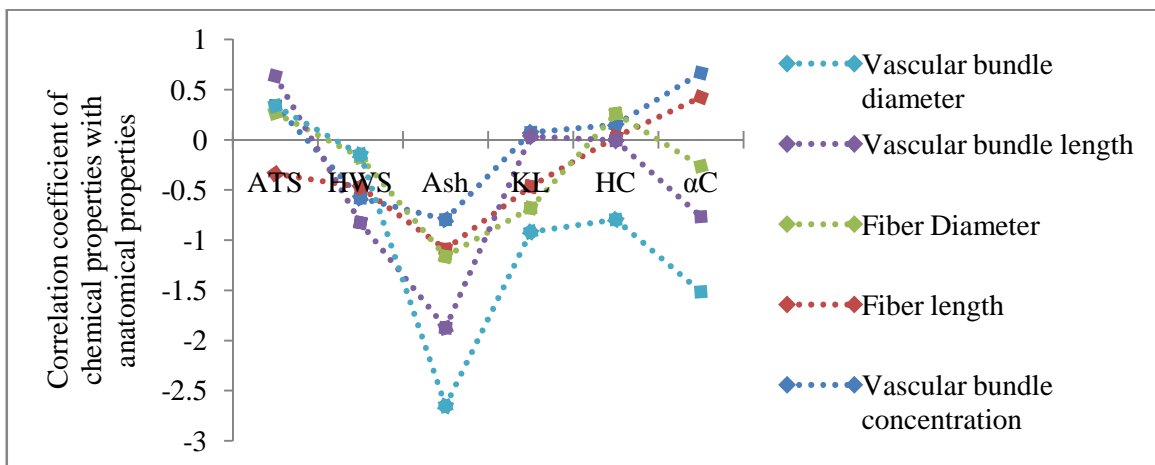 Correlation coefficient of
chemical properties with
anatomical properties
1
0.5
0
-0.5
-1
-1.5
-2
-2.5
-3
ATS
HWS
Ash
KL
HC
αC
Vascular bundle
diameter
Vascular bundle length
Fiber Diameter
Fiber length
Vascular bundle
concentration